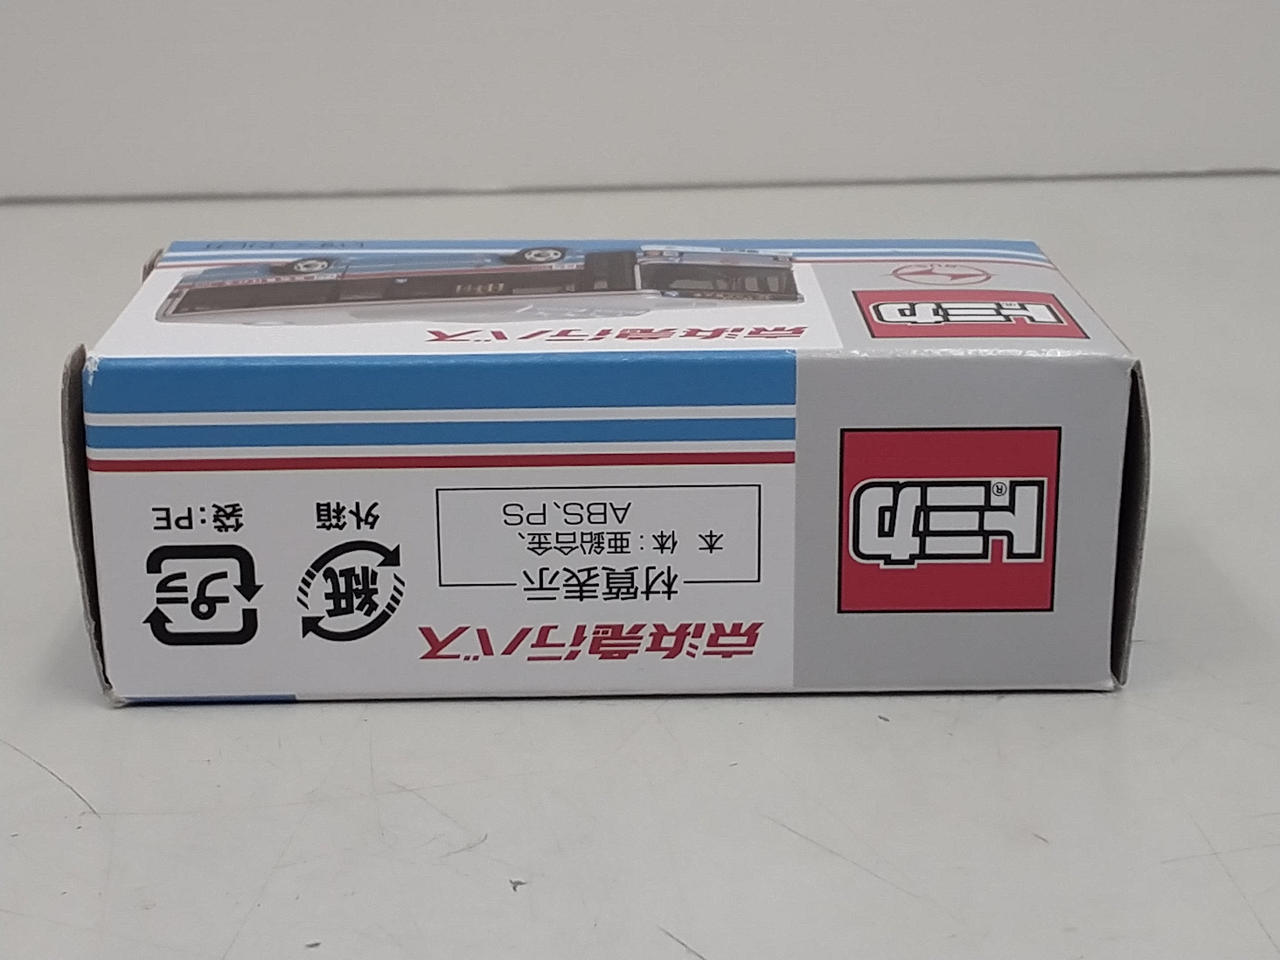 トミカ®
京浜急行バス
材質表示
本 体：亜鉛合金、
ABS、PS
紙
外箱
プラ
袋：PE
トミカ®
京浜急行バス